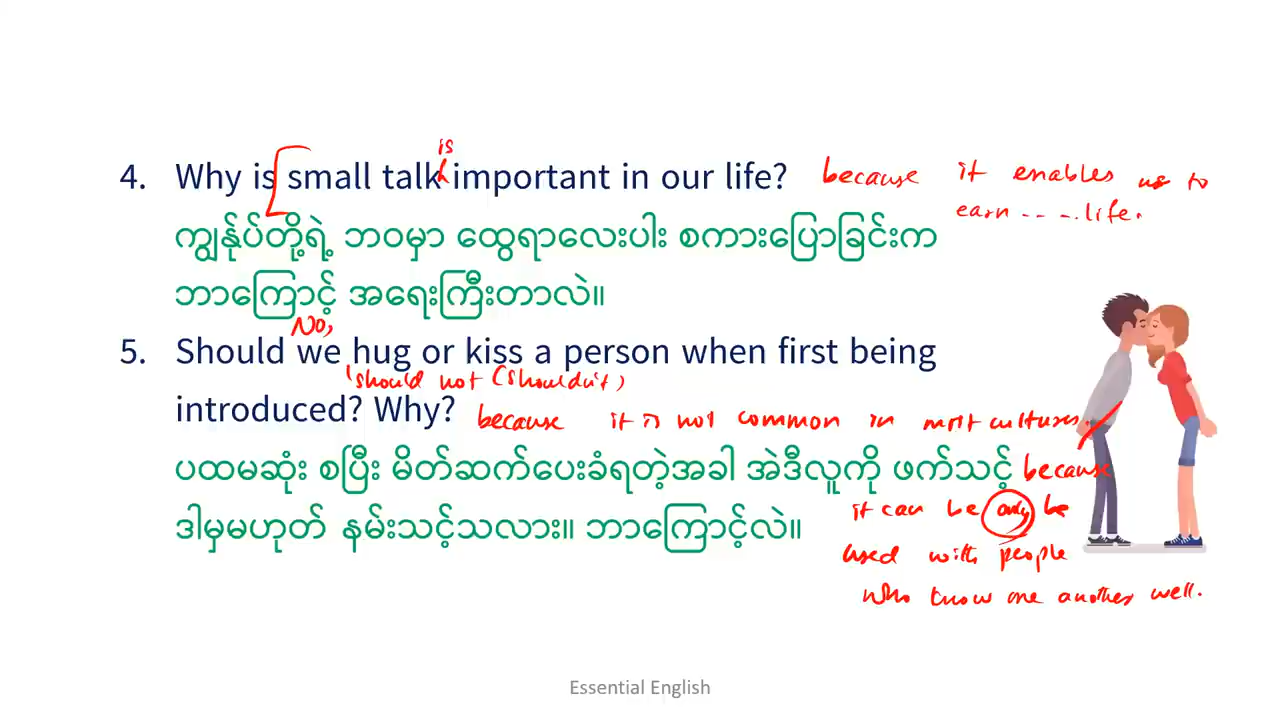 is
4. Why is small talk important in our life? because it enables us to
earn .....life.
ကျွန်ုပ်တို့ရဲ့ ဘဝမှာ ထွေရာလေးပါး စကားပြောခြင်းက
ဘာကြောင့် အရေးကြီးတာလဲ။
No,
5. Should we hug or kiss a person when first being
should not (shouldn't)
introduced? Why? because it is not common in most cultures.
ပထမဆုံး စပြီး မိတ်ဆက်ပေးခံရတဲ့အခါ အဲဒီလူကို ဖက်သင့် because
it can be only be
ဒါမှမဟုတ် နမ်းသင့်သလား။ ဘာကြောင့်လဲ။
used with people
who know one another well.
Essential English